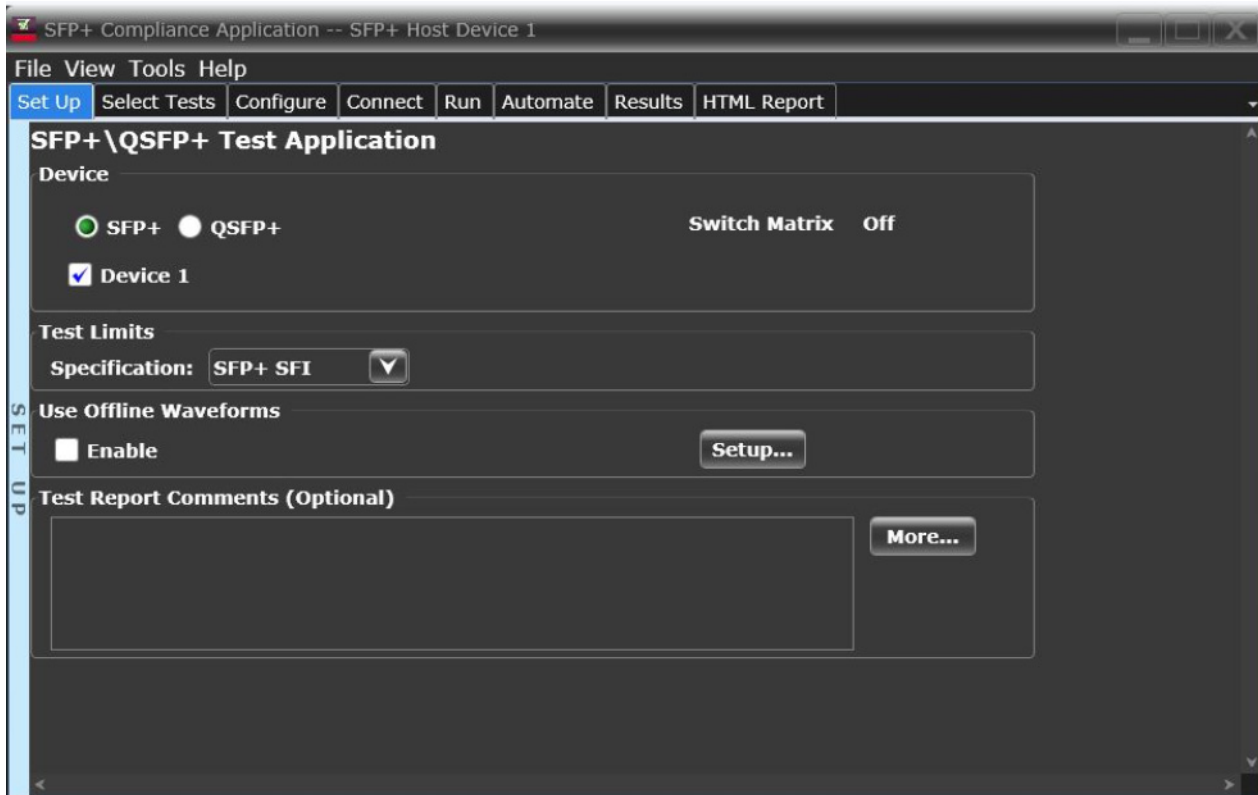 SFP+ Compliance Application -- SFP+ Host Device 1
File View Tools Help
Set Up Select Tests Configure Connect Run Automate Results HTML Report
SFP+\QSFP+ Test Application
Device
SFP+ QSFP+ Switch Matrix Off
Device 1
Test Limits
Specification: SFP+ SFI
SET UP
Use Offline Waveforms
Enable Setup...
Test Report Comments (Optional)
More...